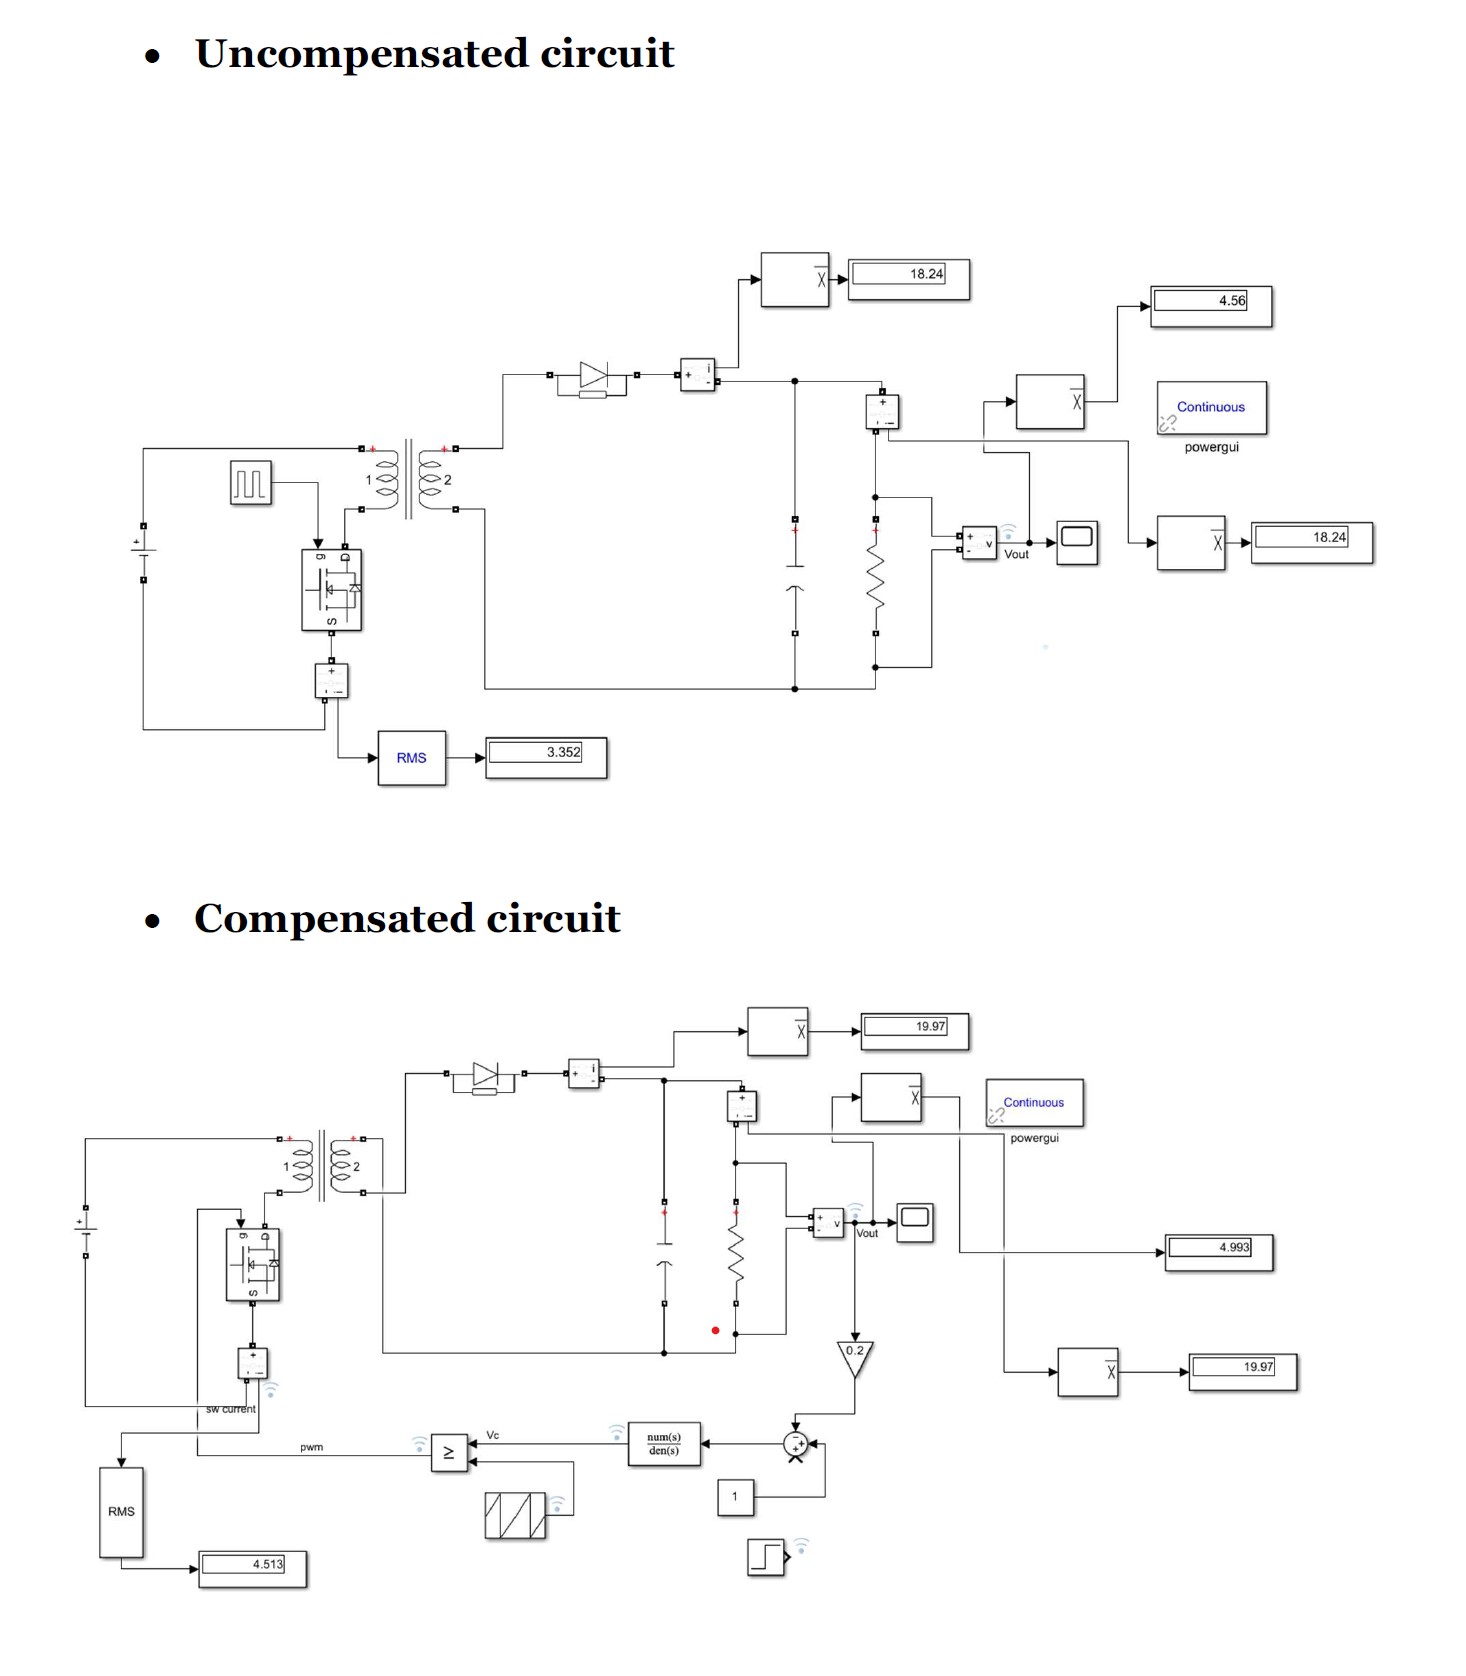 • Uncompensated circuit
18.24
4.56
Continuous
powergui
1
2
g
D
S
Vout
18.24
RMS
3.352
• Compensated circuit
19.97
Continuous
powergui
1
2
g
D
S
Vout
4.993
0.2
19.97
sw current
pwm
Vc
≥
num(s)
den(s)
1
RMS
4.513